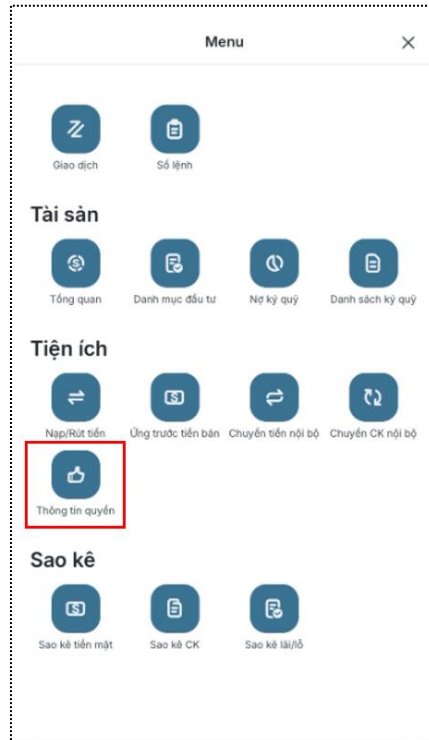 Menu
Giao dịch Sổ lệnh
Tài sản
Tổng quan Danh mục đầu tư Nợ ký quỹ Danh sách ký quỹ
Tiện ích
Nạp/Rút tiền Ứng trước tiền bán Chuyển tiền nội bộ Chuyển CK nội bộ
Thông tin quyền
Sao kê
Sao kê tiền mặt Sao kê CK Sao kê lãi/lỗ